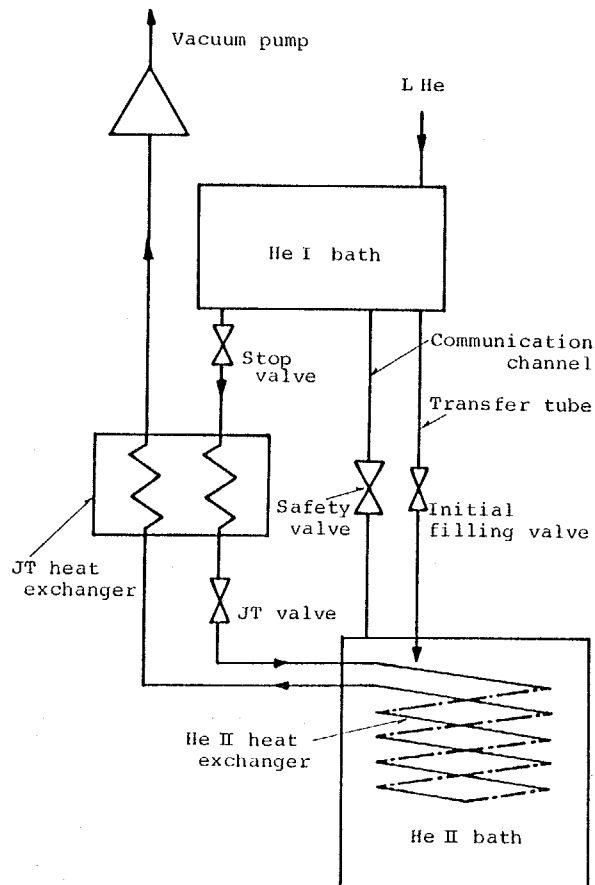 Vacuum pump
L He
He I bath
Communication
channel
Stop
valve
Transfer tube
Safety
valve
Initial
filling valve
JT heat
exchanger
JT valve
He II heat
exchanger
He II bath